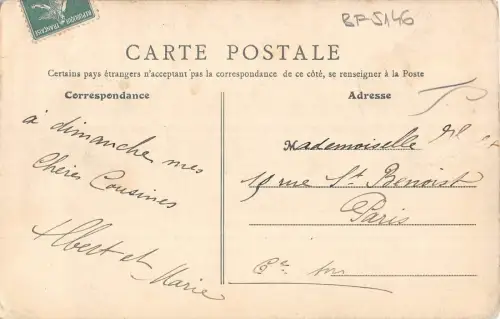 BP-5146
CARTE POSTALE
Certains pays étrangers n'acceptant pas la correspondance de ce côté, se renseigner à la Poste
Correspondance
Adresse
à dimanche mes
Chères Cousines
Albert et Marie
Mademoiselle
rue St Benoist
Paris